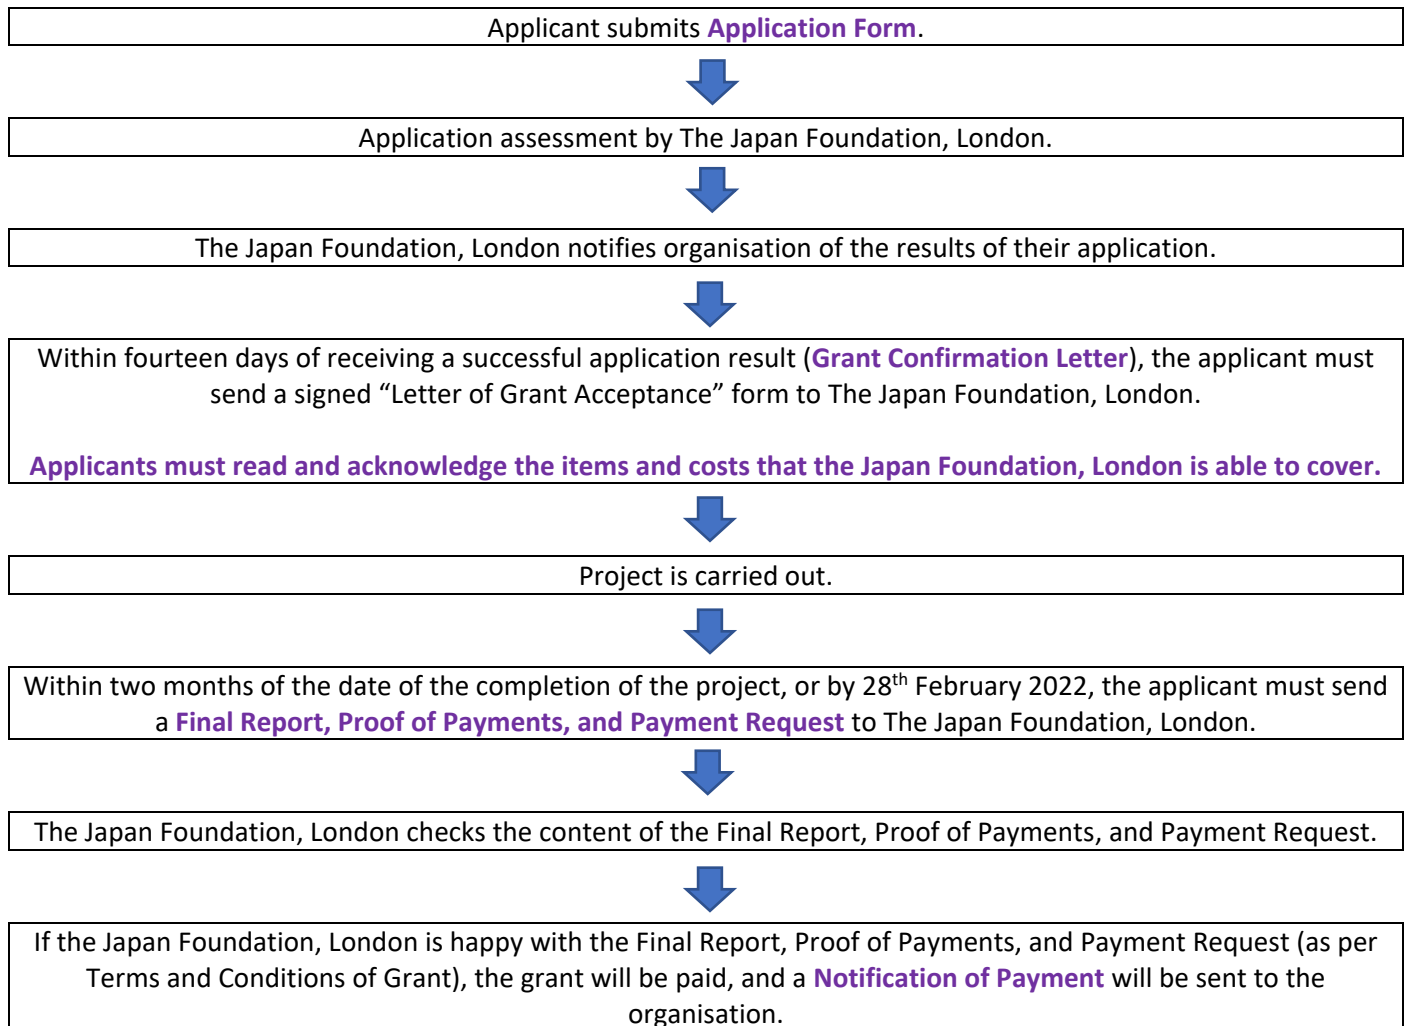 Applicant submits Application Form.
Application assessment by The Japan Foundation, London.
The Japan Foundation, London notifies organisation of the results of their application.
Within fourteen days of receiving a successful application result (Grant Confirmation Letter), the applicant must
send a signed “Letter of Grant Acceptance” form to The Japan Foundation, London.
Applicants must read and acknowledge the items and costs that the Japan Foundation, London is able to cover.
Project is carried out.
Within two months of the date of the completion of the project, or by 28th February 2022, the applicant must send
a Final Report, Proof of Payments, and Payment Request to The Japan Foundation, London.
The Japan Foundation, London checks the content of the Final Report, Proof of Payments, and Payment Request.
If the Japan Foundation, London is happy with the Final Report, Proof of Payments, and Payment Request (as per
Terms and Conditions of Grant), the grant will be paid, and a Notification of Payment will be sent to the
organisation.